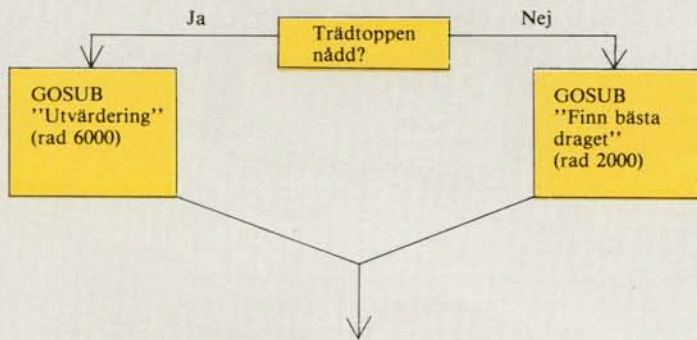 Ja
Trädtoppen
nådd?
Nej
GOSUB
''Utvärdering''
(rad 6000)
GOSUB
''Finn bästa
draget''
(rad 2000)